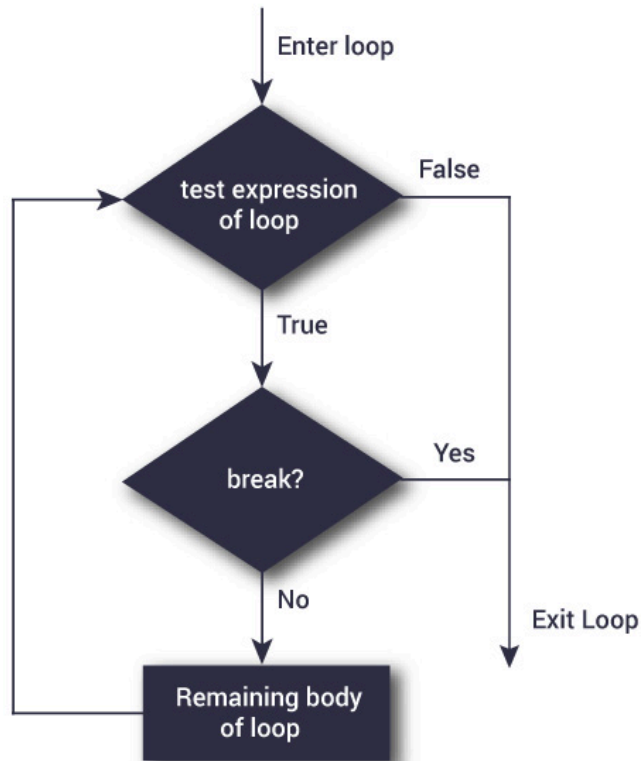 Enter loop
test expression
of loop
False
True
break?
Yes
No
Exit Loop
Remaining body
of loop